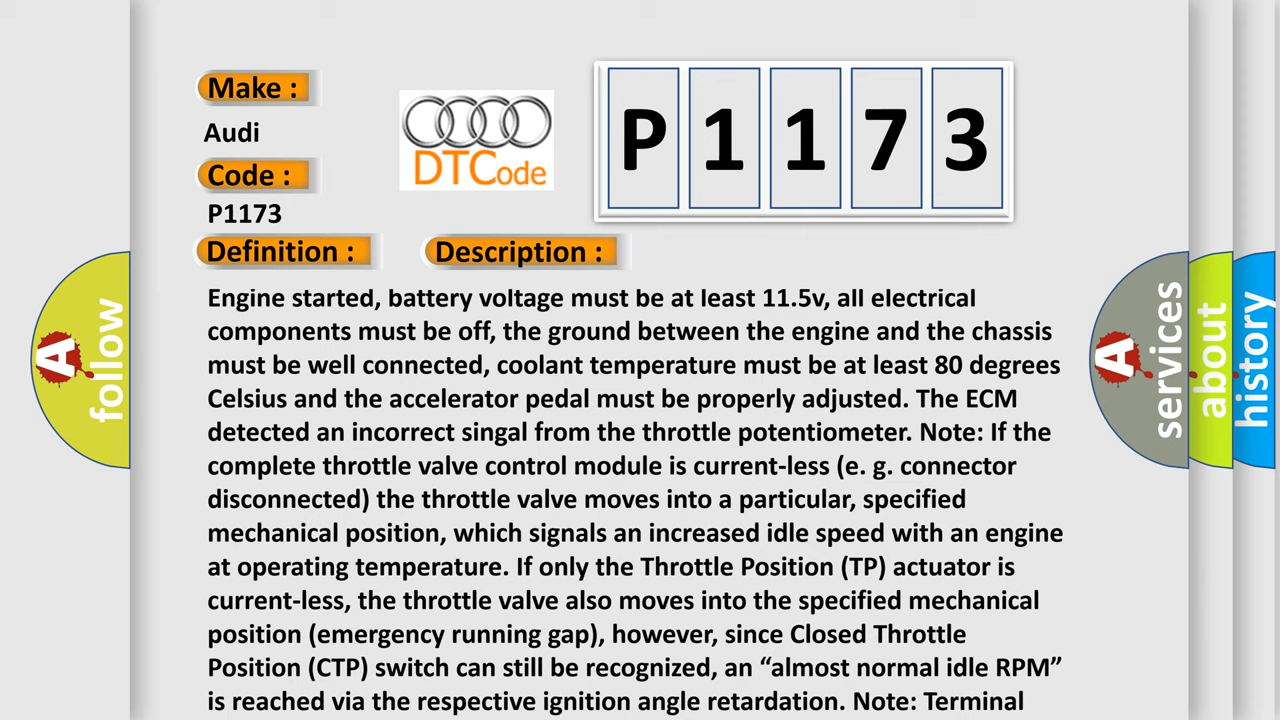 Make :
Audi
Code :
P1173
DTCode
P 1 1 7 3
Definition :
Description :
Engine started, battery voltage must be at least 11.5v, all electrical
components must be off, the ground between the engine and the chassis
must be well connected, coolant temperature must be at least 80 degrees
Celsius and the accelerator pedal must be properly adjusted. The ECM
detected an incorrect singal from the throttle potentiometer. Note: If the
complete throttle valve control module is current-less (e. g. connector
disconnected) the throttle valve moves into a particular, specified
mechanical position, which signals an increased idle speed with an engine
at operating temperature. If only the Throttle Position (TP) actuator is
current-less, the throttle valve also moves into the specified mechanical
position (emergency running gap), however, since Closed Throttle
Position (CTP) switch can still be recognized, an “almost normal idle RPM”
is reached via the respective ignition angle retardation. Note: Terminal
A follow
A services
about
history